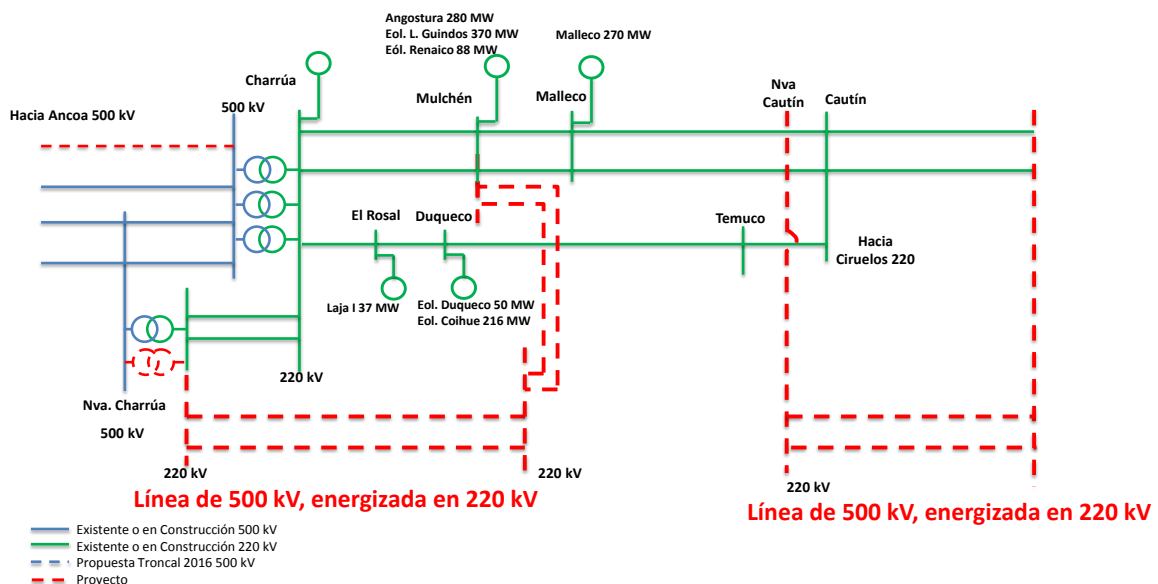 Angostura 280 MW
Eol. L. Guindos 370 MW
Eól. Renaico 88 MW
Malleco 270 MW
Charrúa
500 kV
Mulchén
Malleco
Nva
Cautín
Cautín
Hacia Ancoa 500 kV
El Rosal
Duqueco
Temuco
Hacia
Ciruelos 220
Laja I 37 MW
Eol. Duqueco 50 MW
Eol. Coihue 216 MW
220 kV
Nva. Charrúa
500 kV
220 kV
220 kV
220 kV
Línea de 500 kV, energizada en 220 kV
Línea de 500 kV, energizada en 220 kV
Existente o en Construcción 500 kV
Existente o en Construcción 220 kV
Propuesta Troncal 2016 500 kV
Proyecto